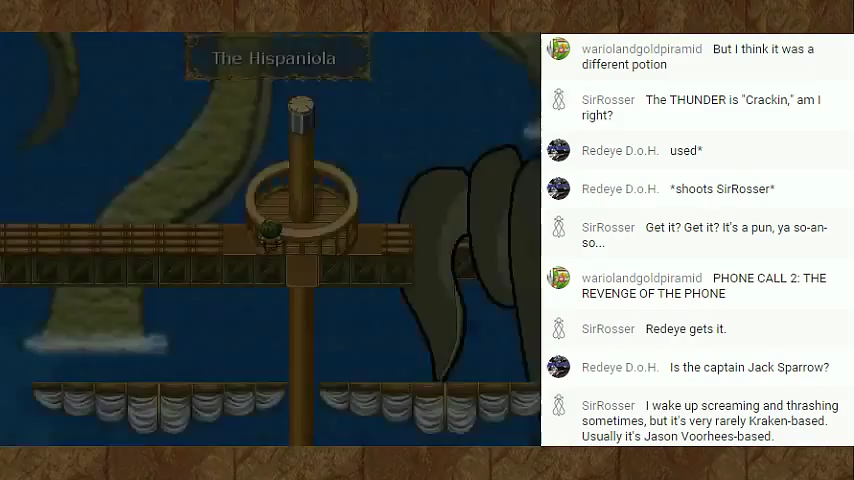 The Hispaniola
wariolandgoldpiramid But I think it was a
different potion
SirRosser The THUNDER is "Crackin," am I
right?
Redeye D.o.H. used*
Redeye D.o.H. *shoots SirRosser*
SirRosser Get it? Get it? It's a pun, ya so-an-
so...
wariolandgoldpiramid PHONE CALL 2: THE
REVENGE OF THE PHONE
SirRosser Redeye gets it.
Redeye D.o.H. Is the captain Jack Sparrow?
SirRosser I wake up screaming and thrashing
sometimes, but it's very rarely Kraken-based.
Usually it's Jason Voorhees-based.